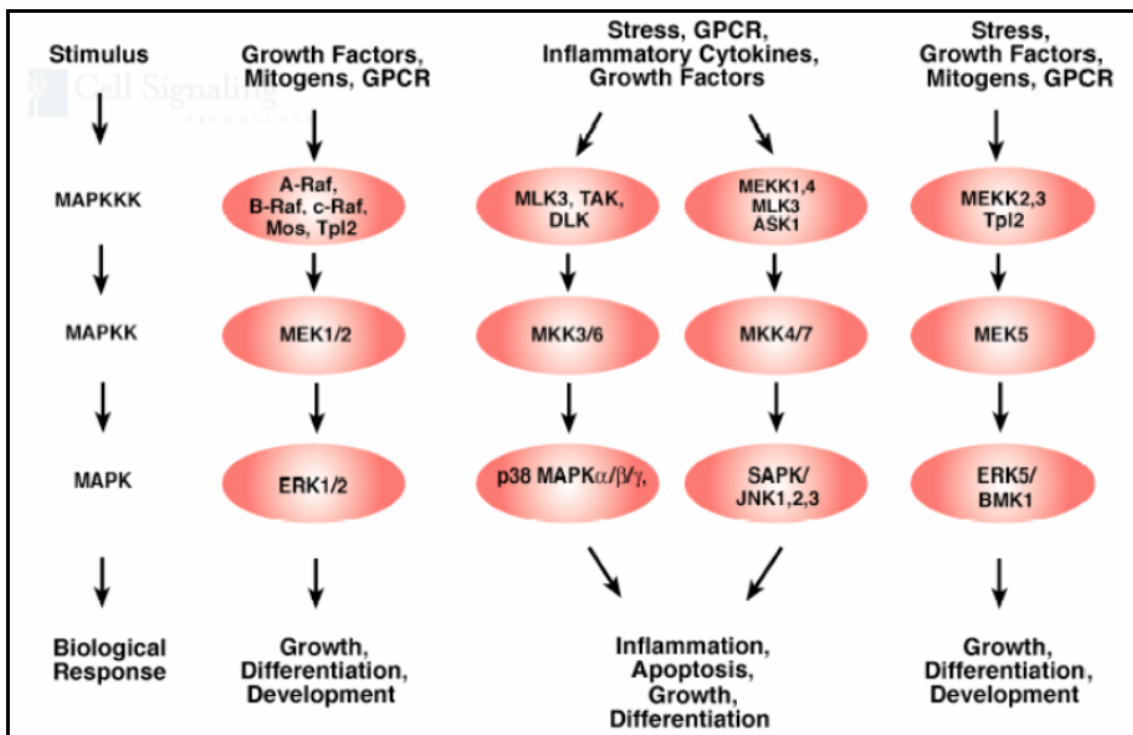 Stimulus
Growth Factors,
Mitogens, GPCR
Stress, GPCR,
Inflammatory Cytokines,
Growth Factors
Stress,
Growth Factors,
Mitogens, GPCR
Cell Signaling
TECHNOLOGY
MAPKKK
A-Raf,
B-Raf, c-Raf,
Mos, Tpl2
MLK3, TAK,
DLK
MEKK1,4
MLK3
ASK1
MEKK2,3
Tpl2
MAPKK
MEK1/2
MKK3/6
MKK4/7
MEK5
MAPK
ERK1/2
p38 MAPKα/β/γ,
SAPK/
JNK1,2,3
ERK5/
BMK1
Biological
Response
Growth,
Differentiation,
Development
Inflammation,
Apoptosis,
Growth,
Differentiation
Growth,
Differentiation,
Development